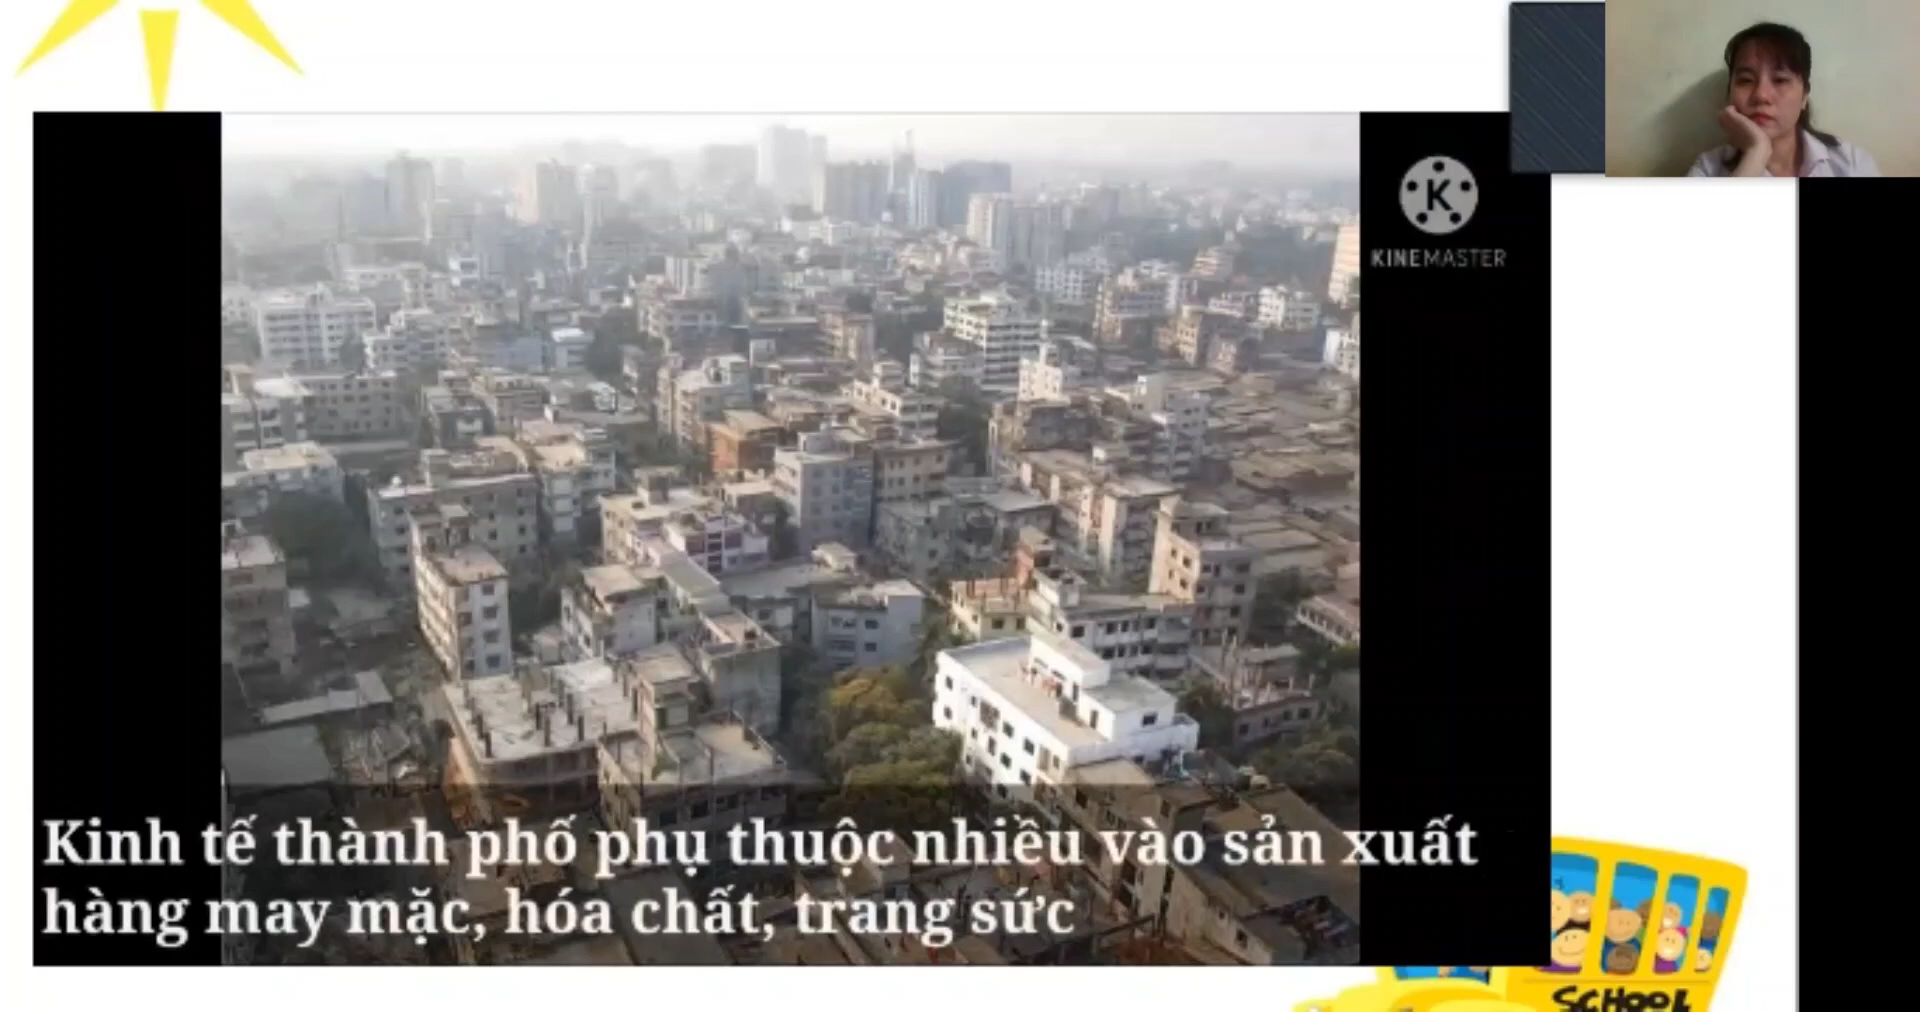 KINEMASTER
Kinh tế thành phố phụ thuộc nhiều vào sản xuất
hàng may mặc, hóa chất, trang sức
SCHOOL